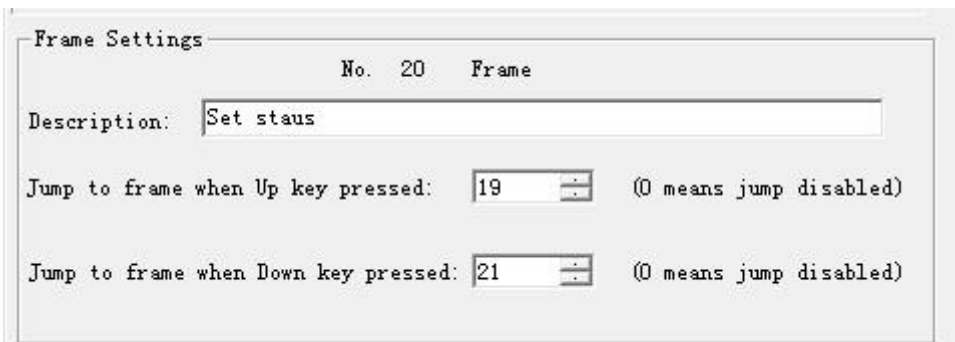 Frame Settings
No. 20 Frame
Description: Set staus
Jump to frame when Up key pressed: 19 (0 means jump disabled)
Jump to frame when Down key pressed: 21 (0 means jump disabled)